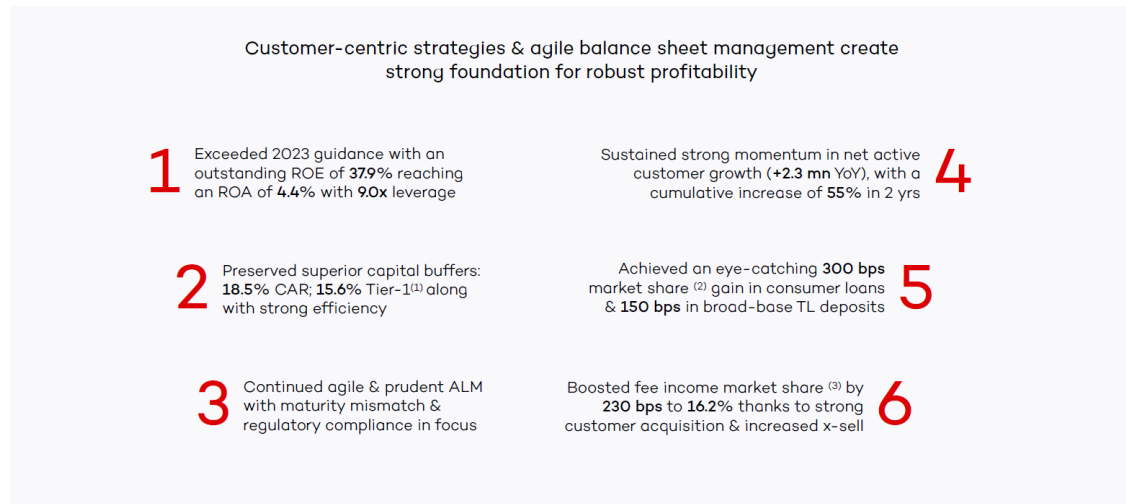 Customer-centric strategies & agile balance sheet management create
strong foundation for robust profitability
1
Exceeded 2023 guidance with an
outstanding ROE of 37.9% reaching
an ROA of 4.4% with 9.0x leverage
2
Preserved superior capital buffers:
18.5% CAR; 15.6% Tier-1(1) along
with strong efficiency
3
Continued agile & prudent ALM
with maturity mismatch &
regulatory compliance in focus
4
Sustained strong momentum in net active
customer growth (+2.3 mn YoY), with a
cumulative increase of 55% in 2 yrs
5
Achieved an eye-catching 300 bps
market share (2) gain in consumer loans
& 150 bps in broad-base TL deposits
6
Boosted fee income market share (3) by
230 bps to 16.2% thanks to strong
customer acquisition & increased x-sell